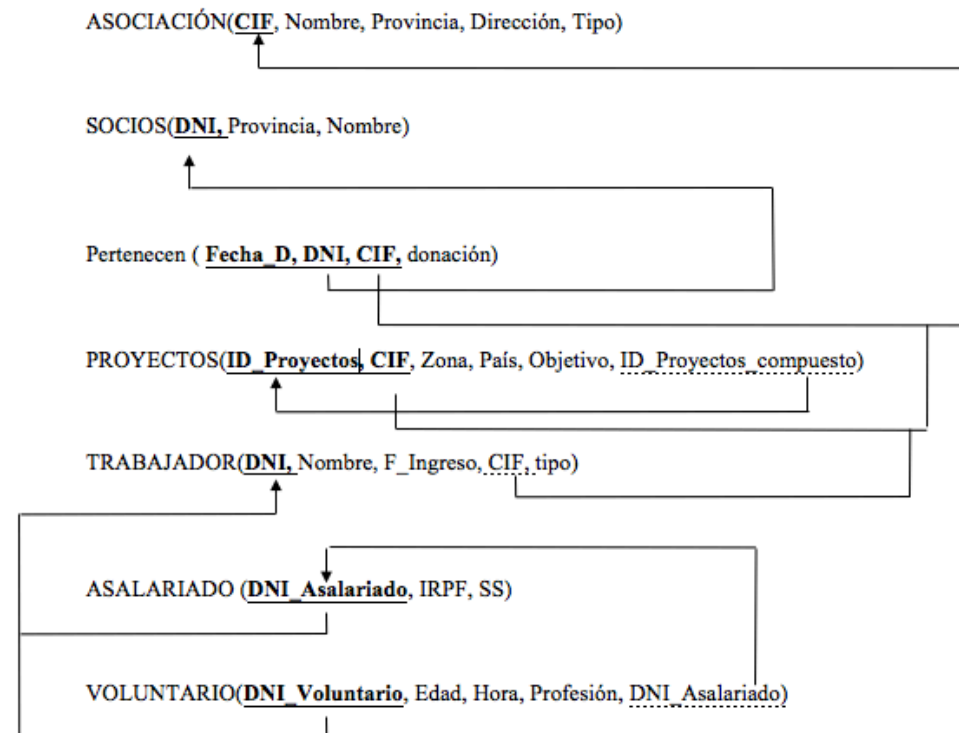 ASOCIACIÓN(CIF, Nombre, Provincia, Dirección, Tipo)
SOCIOS(DNI, Provincia, Nombre)
Pertenecen ( Fecha_D, DNI, CIF, donación)
PROYECTOS(ID_Proyectos, CIF, Zona, País, Objetivo, ID_Proyectos_compuesto)
TRABAJADOR(DNI, Nombre, F_Ingreso, CIF, tipo)
ASALARIADO (DNI_Asalariado, IRPF, SS)
VOLUNTARIO(DNI_Voluntario, Edad, Hora, Profesión, DNI_Asalariado)